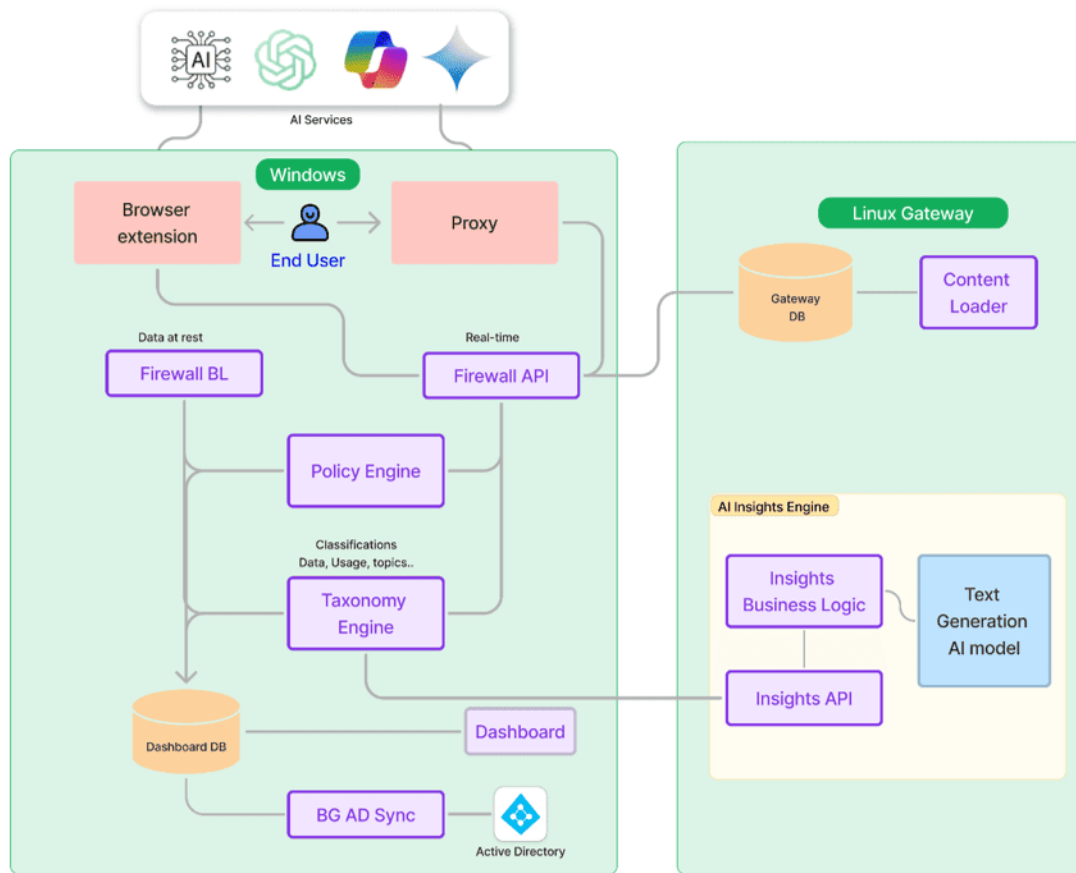 AI
AI Services
Windows
Browser
extension
End User
Proxy
Data at rest
Firewall BL
Real-time
Firewall API
Policy Engine
Classifications
Data, Usage, topics..
Taxonomy
Engine
Dashboard DB
Dashboard
BG AD Sync
Active Directory
Linux Gateway
Gateway
DB
Content
Loader
AI Insights Engine
Insights
Business Logic
Text
Generation
AI model
Insights API